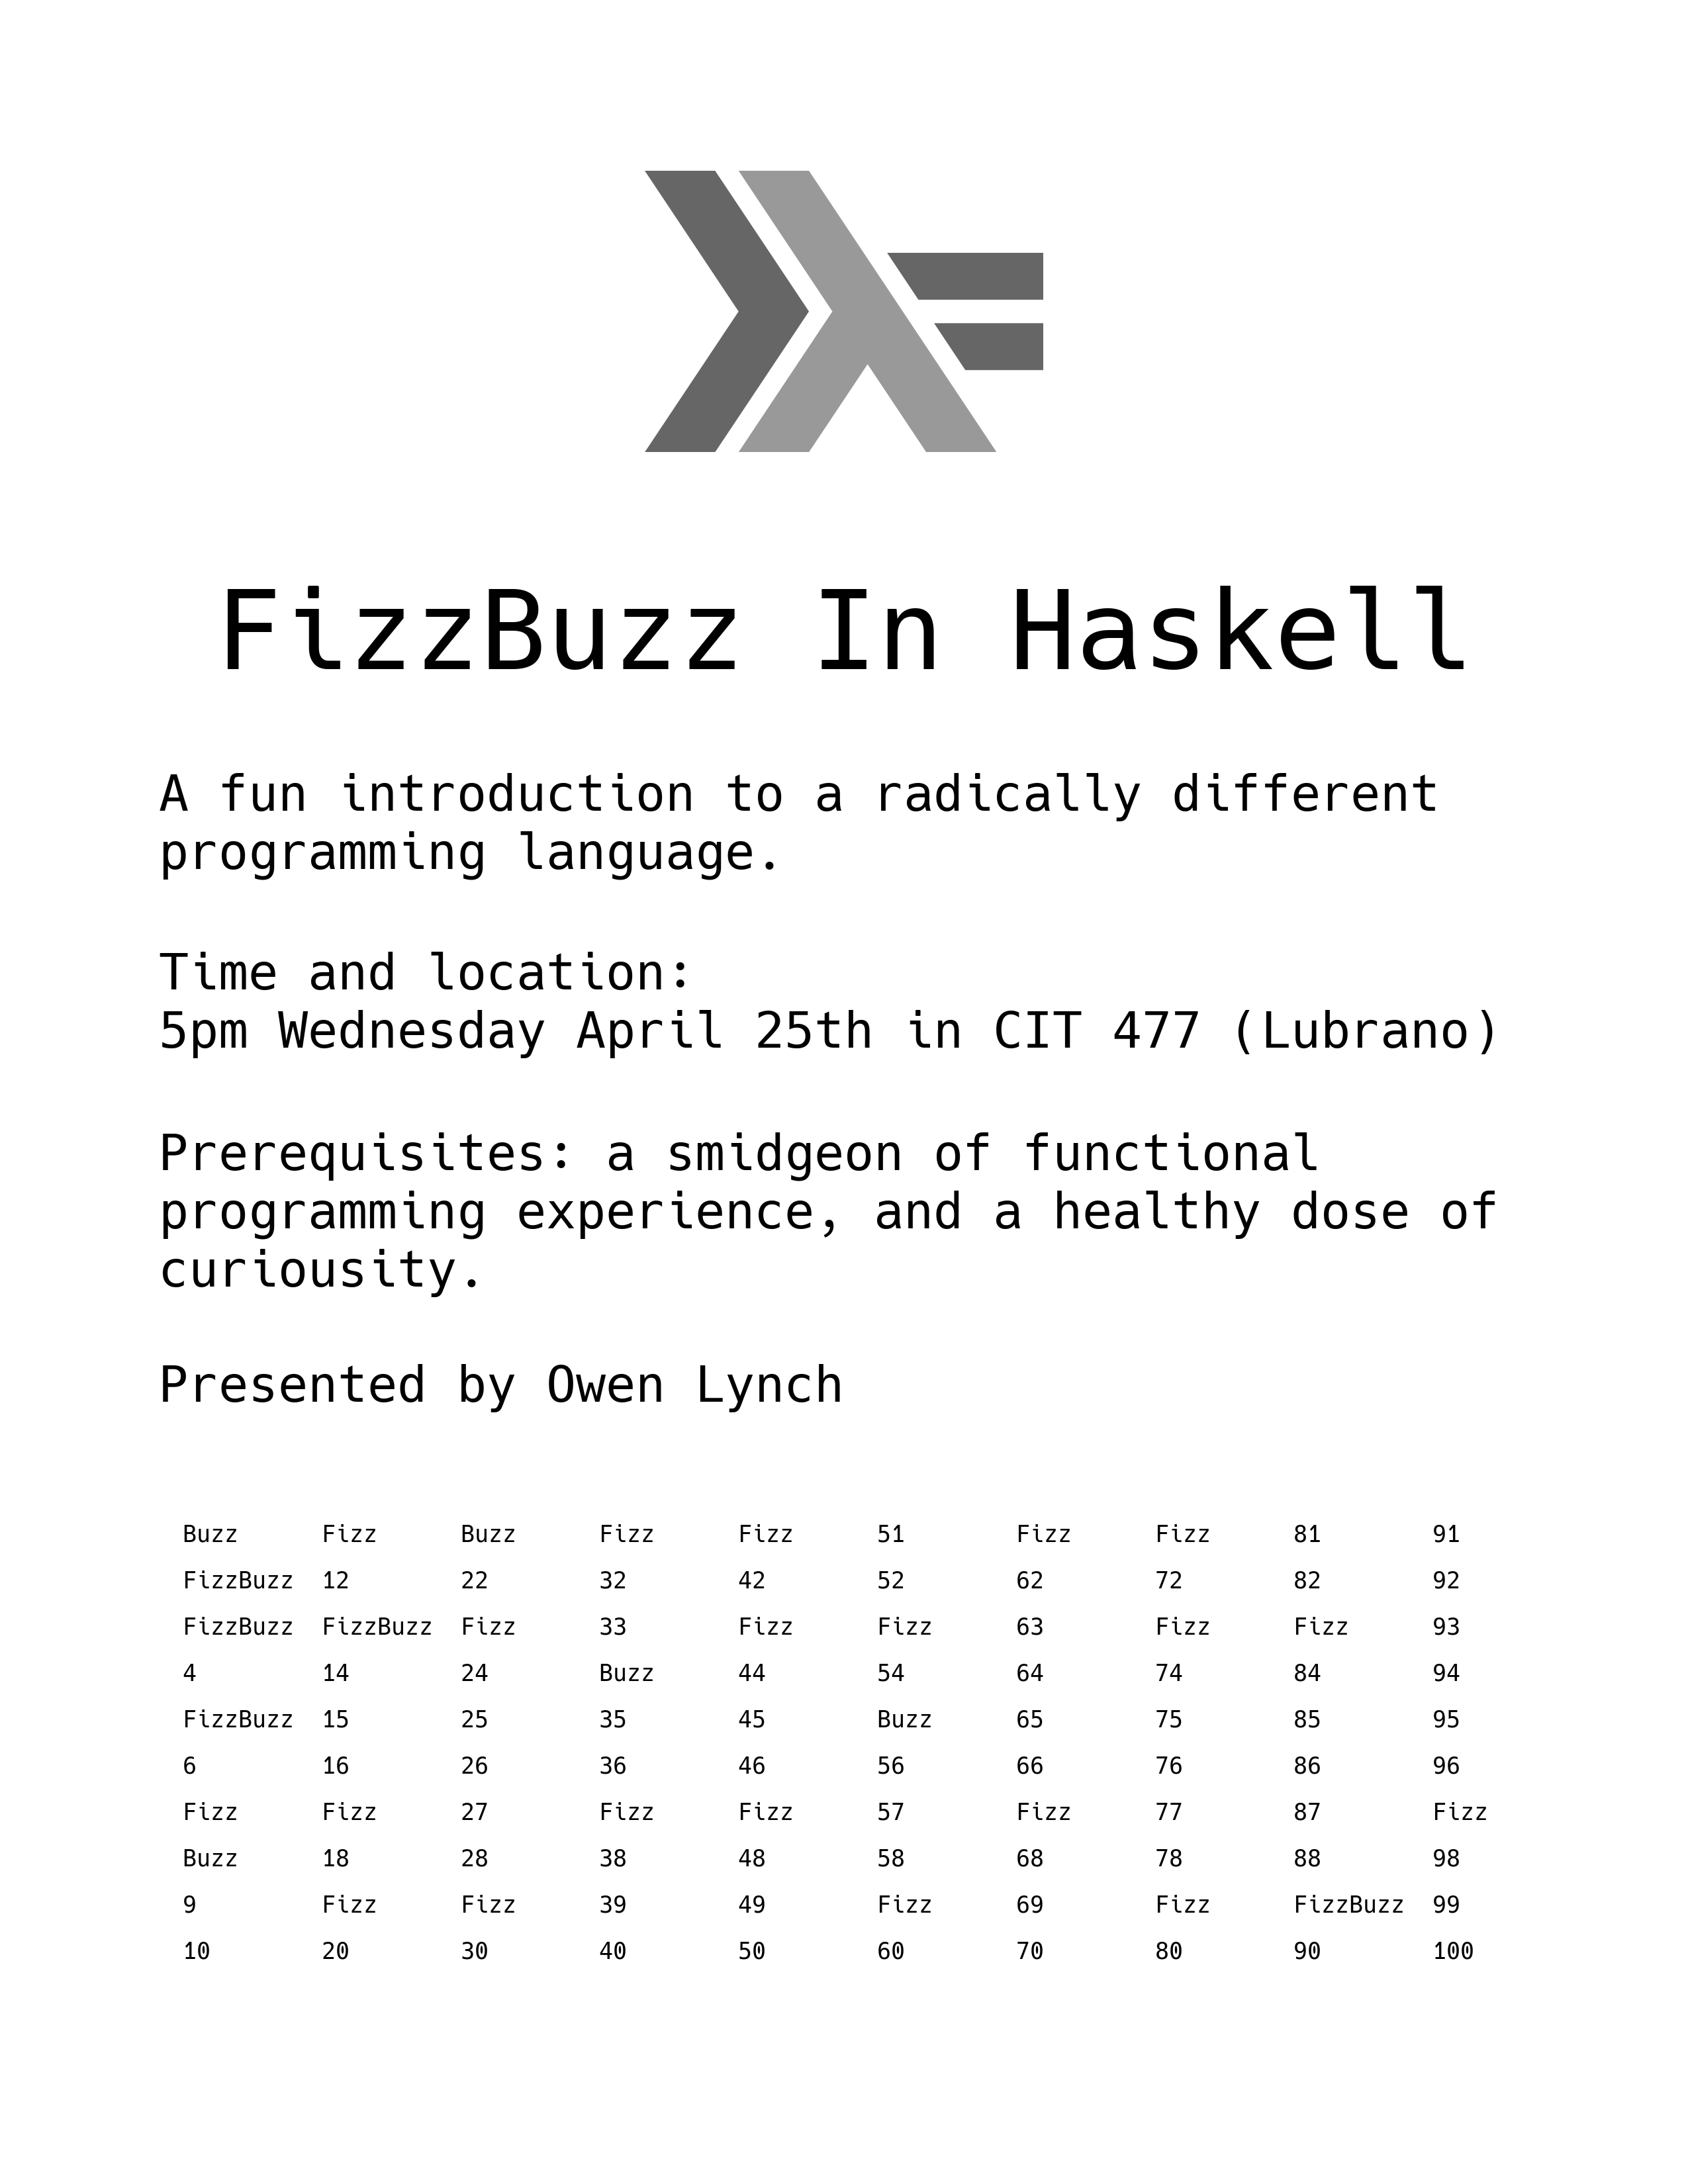 FizzBuzz In Haskell
A fun introduction to a radically different
programming language.
Time and location:
5pm Wednesday April 25th in CIT 477 (Lubrano)
Prerequisites: a smidgeon of functional
programming experience, and a healthy dose of
curiousity.
Presented by Owen Lynch
Buzz Fizz Buzz Fizz Fizz 51 Fizz Fizz 81 91
FizzBuzz 12 22 32 42 52 62 72 82 92
FizzBuzz FizzBuzz Fizz 33 Fizz Fizz 63 Fizz Fizz 93
4 14 24 Buzz 44 54 64 74 84 94
FizzBuzz 15 25 35 45 Buzz 65 75 85 95
6 16 26 36 46 56 66 76 86 96
Fizz Fizz 27 Fizz Fizz 57 Fizz 77 87 Fizz
Buzz 18 28 38 48 58 68 78 88 98
9 Fizz Fizz 39 49 Fizz 69 Fizz FizzBuzz 99
10 20 30 40 50 60 70 80 90 100